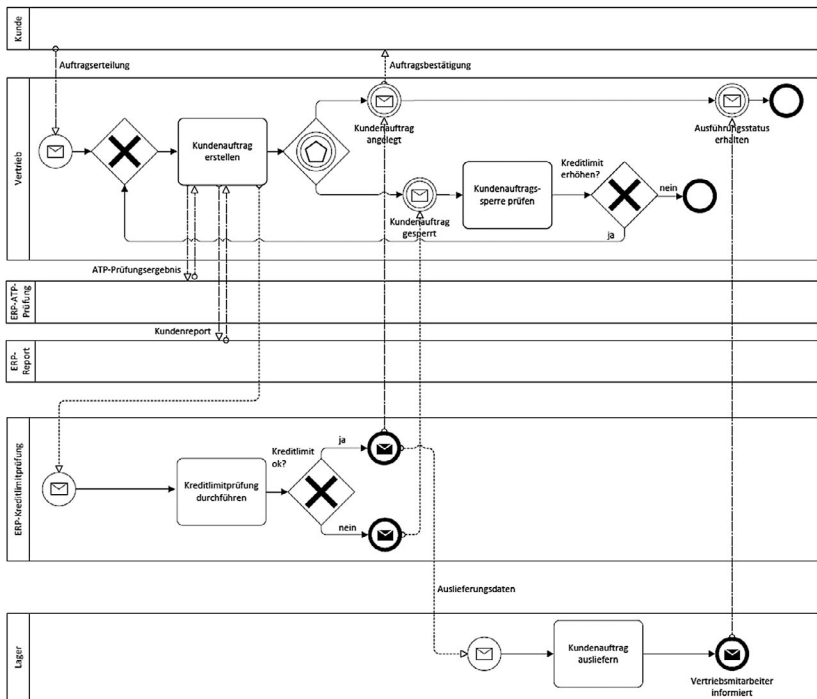 Kunde
Auftragserteilung
Auftragsbestätigung
Vertrieb
Kundenauftrag
erstellen
Kundenauftrag
angelegt
Ausführungsstatus
erhalten
Kreditlimit
erhöhen?
Kundenauftrags-
sperre prüfen
nein
Kundenauftrag
gesperrt
ja
ATP-Prüfungsergebnis
ERP-ATP-
Prüfung
Kundenreport
ERP-
Report
ERP-Kreditlimitprüfung
Kreditlimit
ok?
ja
Kreditlimitprüfung
durchführen
nein
Auslieferungsdaten
Lager
Kundenauftrag
ausliefern
Vertriebsmitarbeiter
informiert